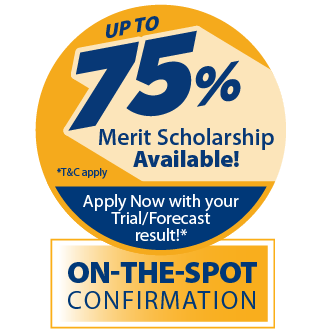 UP TO
75%
Merit Scholarship
Available!
*T&C apply
Apply Now with your
Trial/Forecast
result!*
ON-THE-SPOT
CONFIRMATION